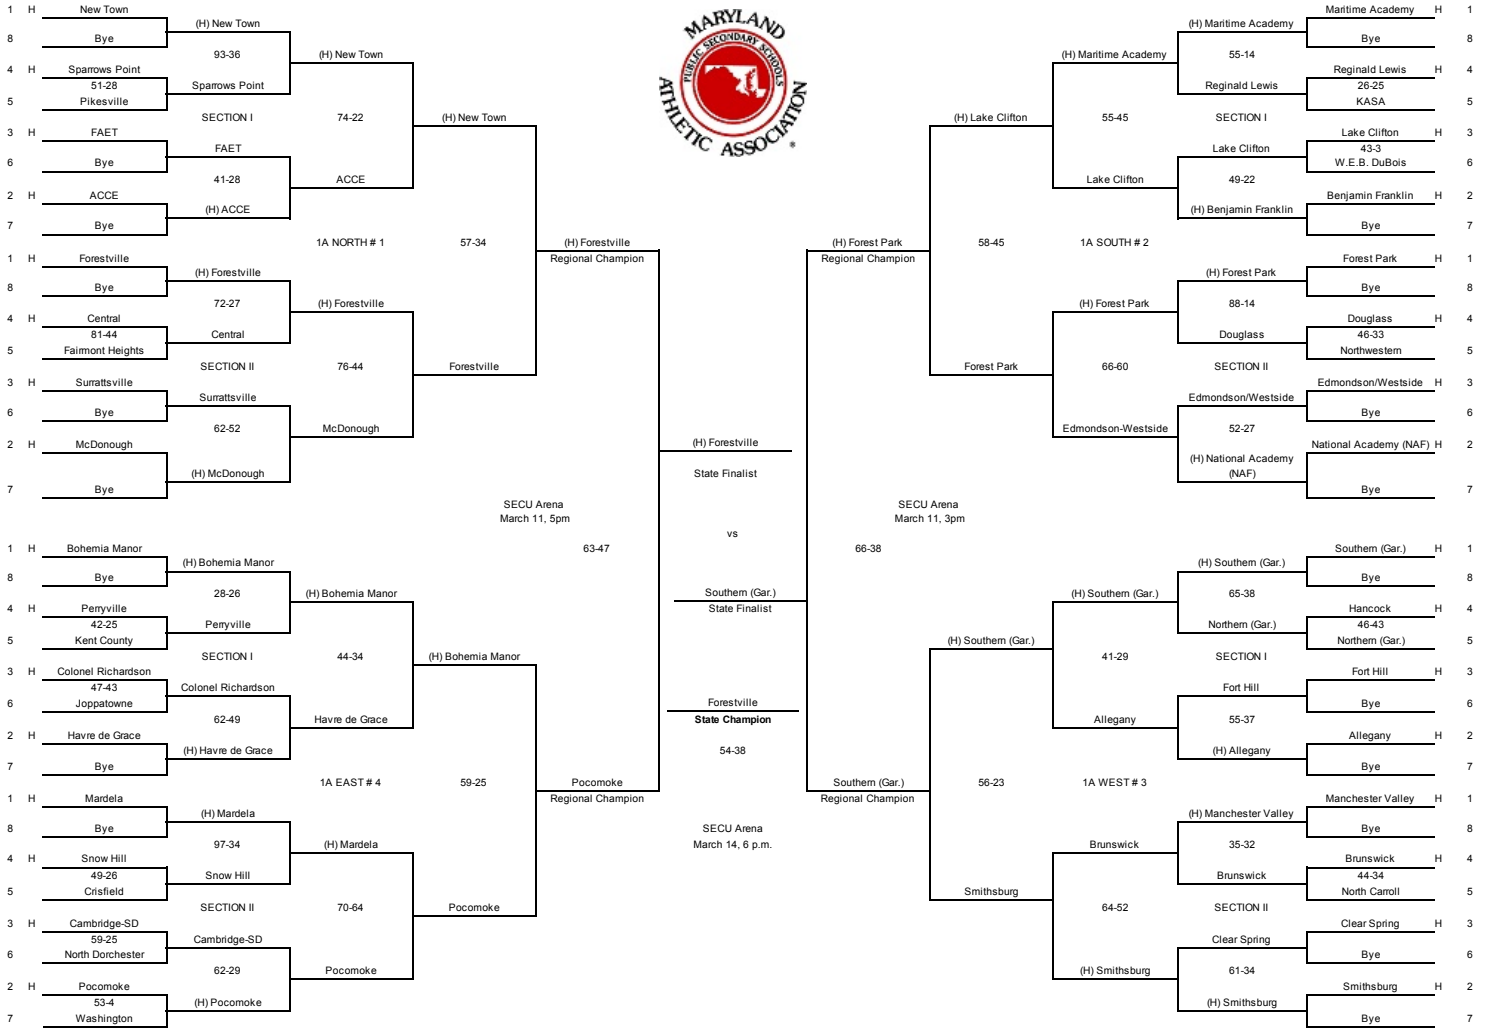 MARYLAND
PUBLIC SECONDARY SCHOOLS
ATHLETIC ASSOCIATION
®
1 H New Town
8 Bye
4 H Sparrows Point
51-28
5 Pikesville
3 H FAET
6 Bye
2 H ACCE
7 Bye
(H) New Town
93-36
Sparrows Point
SECTION I
FAET
41-28
(H) ACCE
(H) New Town
74-22
ACCE
1A NORTH # 1
1 H Forestville
8 Bye
4 H Central
81-44
5 Fairmont Heights
3 H Surrattsville
6 Bye
2 H McDonough
7 Bye
(H) Forestville
72-27
Central
SECTION II
Surrattsville
62-52
(H) McDonough
(H) Forestville
76-44
McDonough
(H) New Town
57-34
Forestville
(H) Forestville
Regional Champion
1 H Bohemia Manor
8 Bye
4 H Perryville
42-25
5 Kent County
3 H Colonel Richardson
47-43
6 Joppatowne
2 H Havre de Grace
7 Bye
(H) Bohemia Manor
28-26
Perryville
SECTION I
Colonel Richardson
62-49
(H) Havre de Grace
(H) Bohemia Manor
44-34
Havre de Grace
1A EAST # 4
1 H Mardela
8 Bye
4 H Snow Hill
49-26
5 Crisfield
3 H Cambridge-SD
59-25
6 North Dorchester
2 H Pocomoke
53-4
7 Washington
(H) Mardela
97-34
Snow Hill
SECTION II
Cambridge-SD
62-29
(H) Pocomoke
(H) Mardela
70-64
Pocomoke
(H) Bohemia Manor
59-25
Pocomoke
Pocomoke
Regional Champion
SECU Arena
March 11, 5pm
63-47
(H) Forestville
State Finalist
vs
Southern (Gar.)
State Finalist
Forestville
State Champion
54-38
SECU Arena
March 14, 6 p.m.
SECU Arena
March 11, 3pm
66-38
(H) Forest Park
Regional Champion
(H) Lake Clifton
58-45
Forest Park
(H) Maritime Academy
55-45
Lake Clifton
1A SOUTH # 2
(H) Maritime Academy
55-14
Reginald Lewis
SECTION I
Lake Clifton
49-22
(H) Benjamin Franklin
Maritime Academy H 1
Bye 8
Reginald Lewis H 4
26-25
KASA 5
Lake Clifton H 3
43-3
W.E.B. DuBois 6
Benjamin Franklin H 2
Bye 7
(H) Forest Park
66-60
Edmondson-Westside
(H) Forest Park
88-14
Douglass
SECTION II
Edmondson/Westside
52-27
(H) National Academy
(NAF)
Forest Park H 1
Bye 8
Douglass H 4
46-33
Northwestern 5
Edmondson/Westside H 3
Bye 6
National Academy (NAF) H 2
Bye 7
Southern (Gar.)
Regional Champion
(H) Southern (Gar.)
56-23
Smithsburg
(H) Southern (Gar.)
41-29
Allegany
1A WEST # 3
(H) Southern (Gar.)
65-38
Northern (Gar.)
SECTION I
Fort Hill
55-37
(H) Allegany
Southern (Gar.) H 1
Bye 8
Hancock H 4
46-43
Northern (Gar.) 5
Fort Hill H 3
Bye 6
Allegany H 2
Bye 7
Brunswick
64-52
(H) Smithsburg
(H) Manchester Valley
35-32
Brunswick
SECTION II
Clear Spring
61-34
(H) Smithsburg
Manchester Valley H 1
Bye 8
Brunswick H 4
44-34
North Carroll 5
Clear Spring H 3
Bye 6
Smithsburg H 2
Bye 7